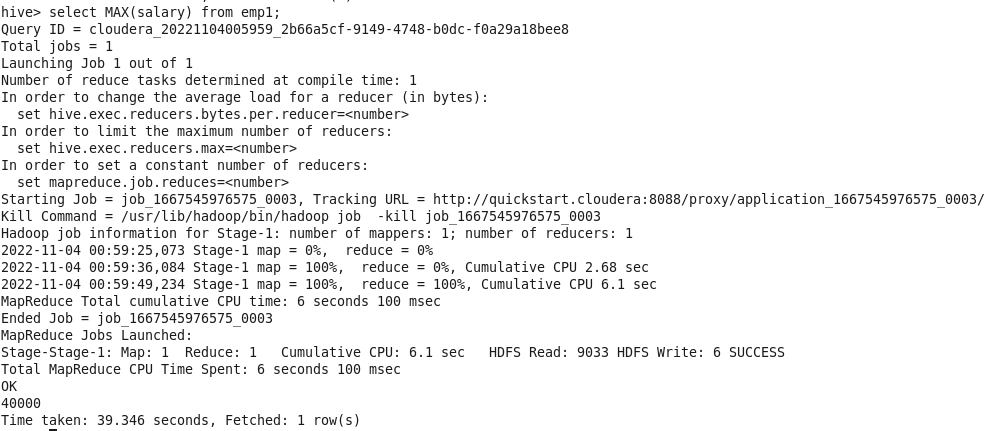 hive> select MAX(salary) from emp1;
Query ID = cloudera_20221104005959_2b66a5cf-9149-4748-b0dc-f0a29a18bee8
Total jobs = 1
Launching Job 1 out of 1
Number of reduce tasks determined at compile time: 1
In order to change the average load for a reducer (in bytes):
  set hive.exec.reducers.bytes.per.reducer=<number>
In order to limit the maximum number of reducers:
  set hive.exec.reducers.max=<number>
In order to set a constant number of reducers:
  set mapreduce.job.reduces=<number>
Starting Job = job_1667545976575_0003, Tracking URL = http://quickstart.cloudera:8088/proxy/application_1667545976575_0003/
Kill Command = /usr/lib/hadoop/bin/hadoop job  -kill job_1667545976575_0003
Hadoop job information for Stage-1: number of mappers: 1; number of reducers: 1
2022-11-04 00:59:25,073 Stage-1 map = 0%,  reduce = 0%
2022-11-04 00:59:36,084 Stage-1 map = 100%,  reduce = 0%, Cumulative CPU 2.68 sec
2022-11-04 00:59:49,234 Stage-1 map = 100%,  reduce = 100%, Cumulative CPU 6.1 sec
MapReduce Total cumulative CPU time: 6 seconds 100 msec
Ended Job = job_1667545976575_0003
MapReduce Jobs Launched:
Stage-Stage-1: Map: 1  Reduce: 1   Cumulative CPU: 6.1 sec   HDFS Read: 9033 HDFS Write: 6 SUCCESS
Total MapReduce CPU Time Spent: 6 seconds 100 msec
OK
40000
Time taken: 39.346 seconds, Fetched: 1 row(s)